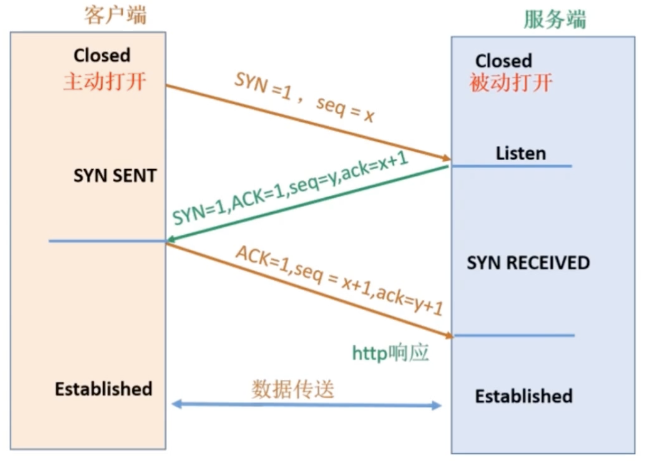 客户端
服务端
Closed
主动打开
Closed
被动打开
SYN =1 ，seq = x
Listen
SYN SENT
SYN=1,ACK=1,seq=y,ack=x+1
ACK=1,seq = x+1,ack=y+1
SYN RECEIVED
http响应
Established
数据传送
Established